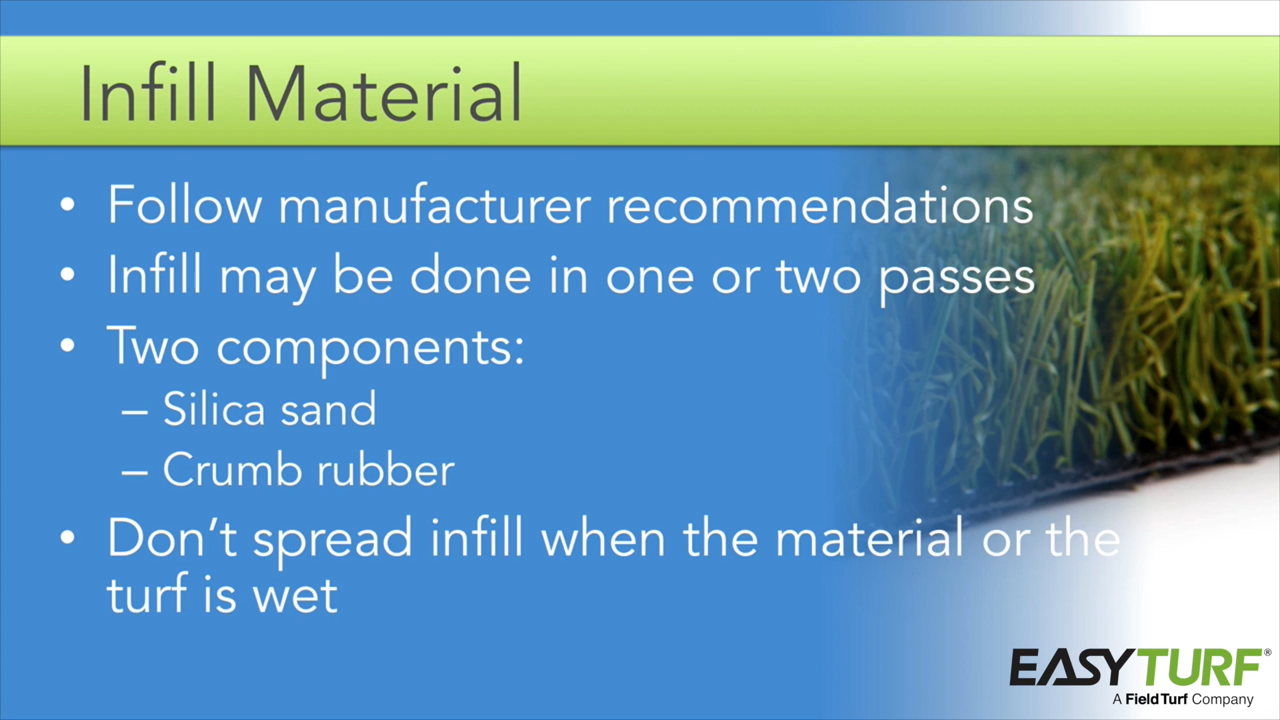 Infill Material
• Follow manufacturer recommendations
• Infill may be done in one or two passes
• Two components:
– Silica sand
– Crumb rubber
• Don’t spread infill when the material or the
turf is wet
EASYTURF®
A FieldTurf Company